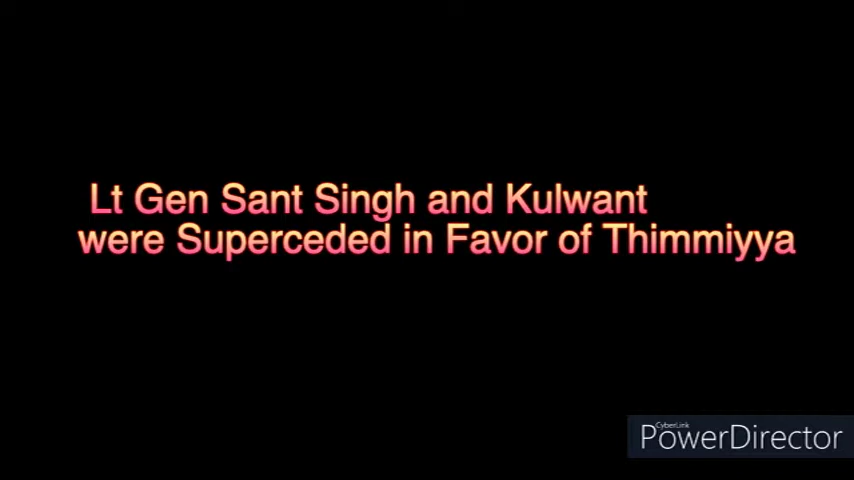 Lt Gen Sant Singh and Kulwant
were Superceded in Favor of Thimmiyya
CyberLink
PowerDirector